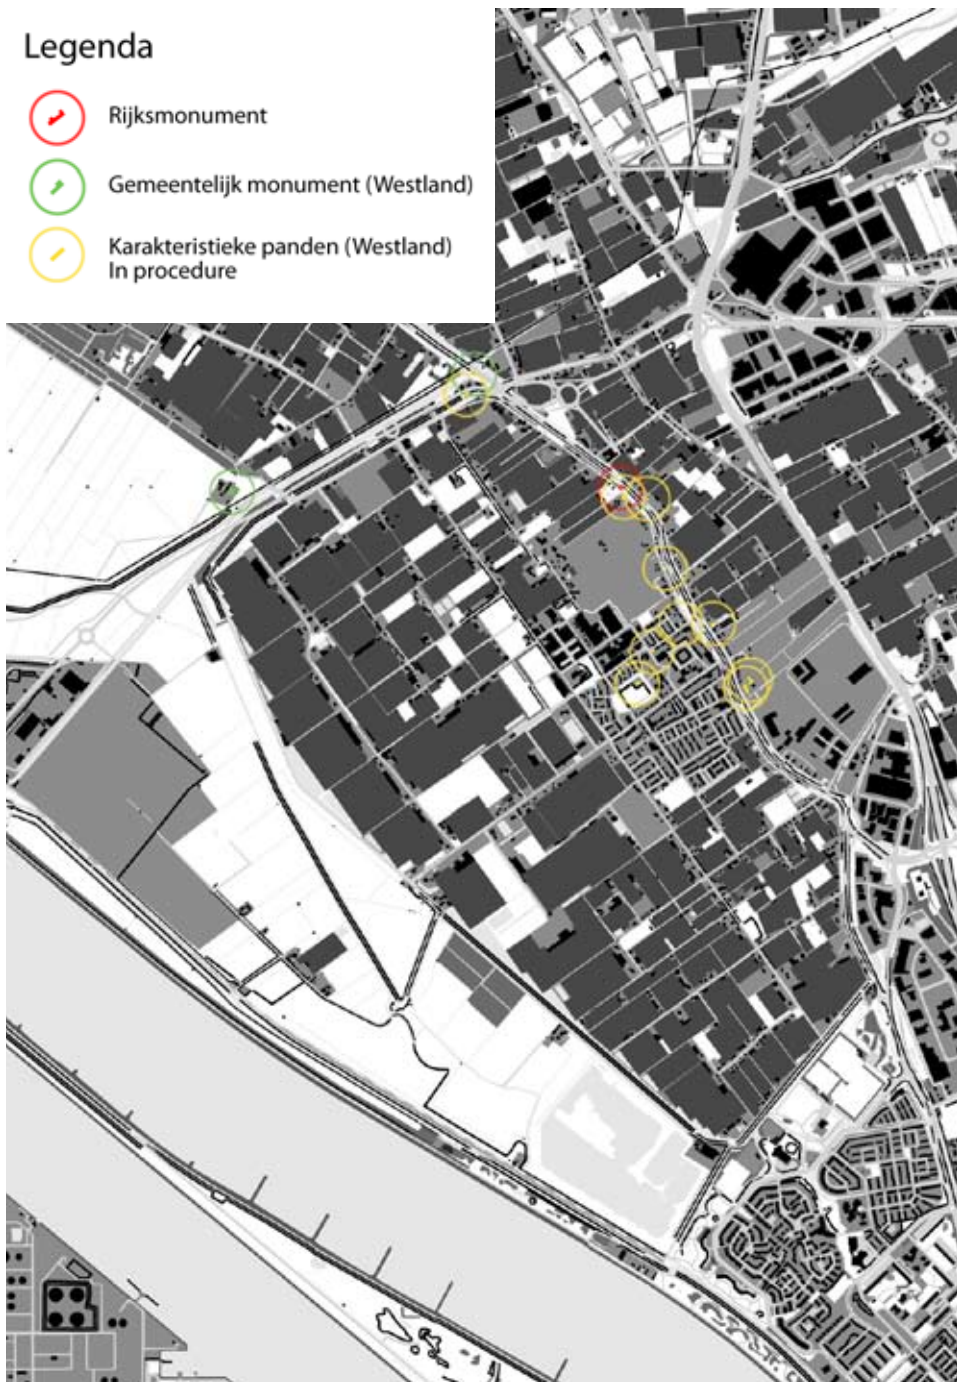 Legenda
Rijksmonument
Gemeentelijk monument (Westland)
Karakteristieke panden (Westland)
In procedure